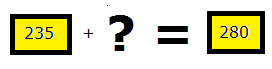 235 + ? = 280